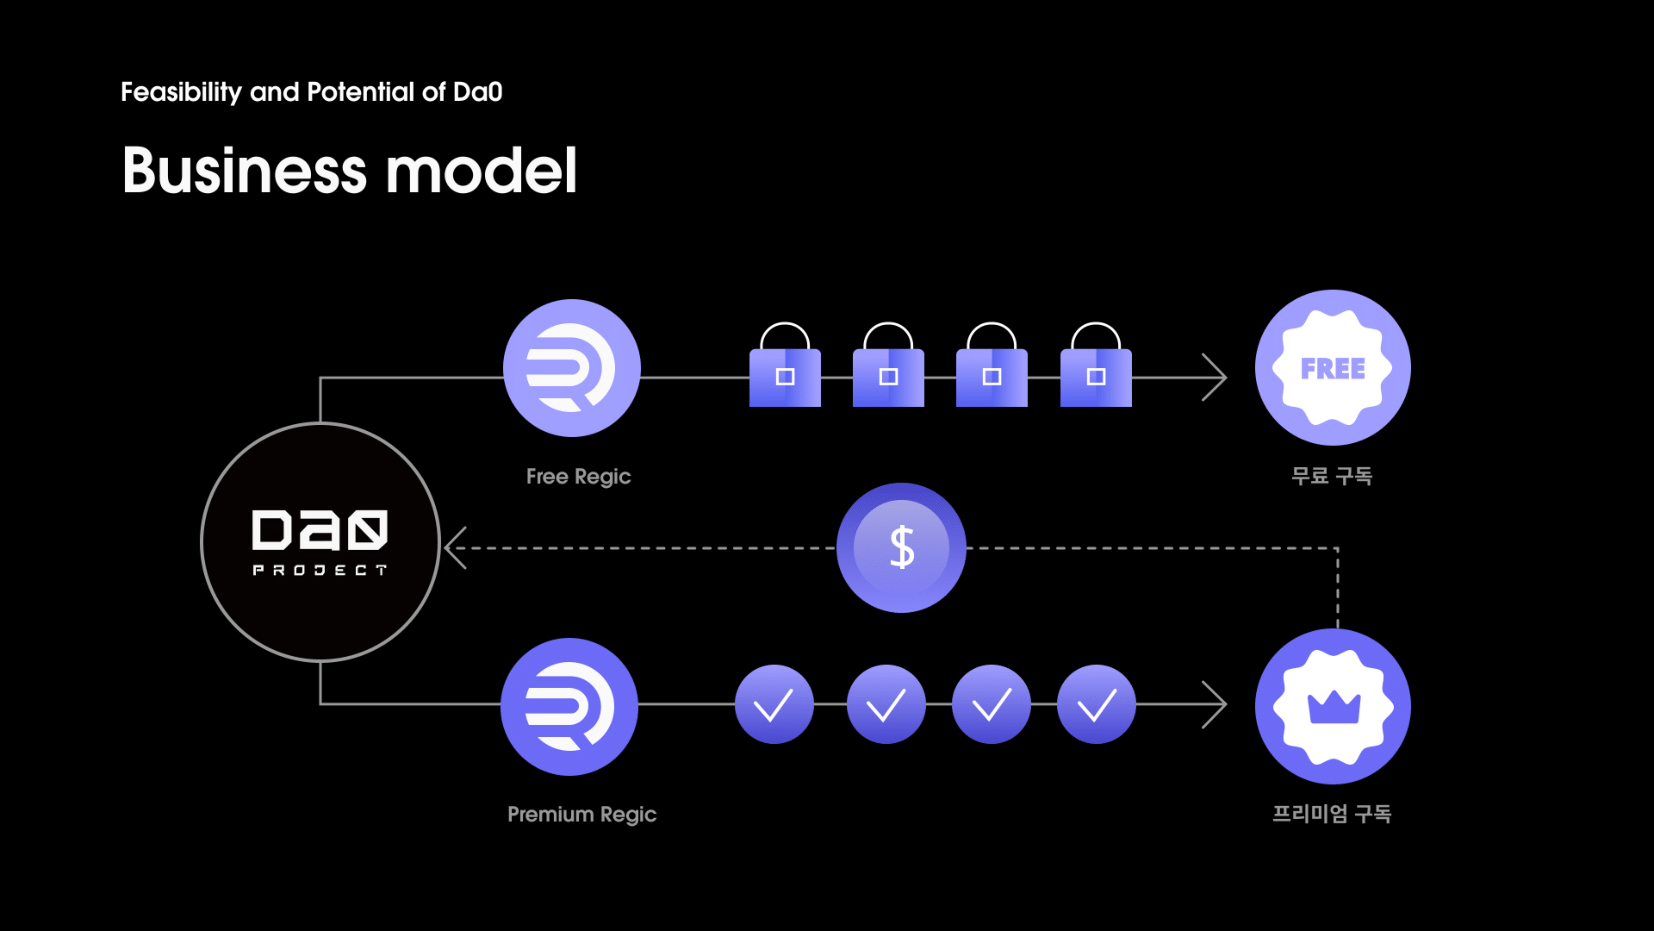 Feasibility and Potential of Da0
Business model
FREE
Free Regic
무료 구독
Da0
PROJECT
$
Premium Regic
프리미엄 구독